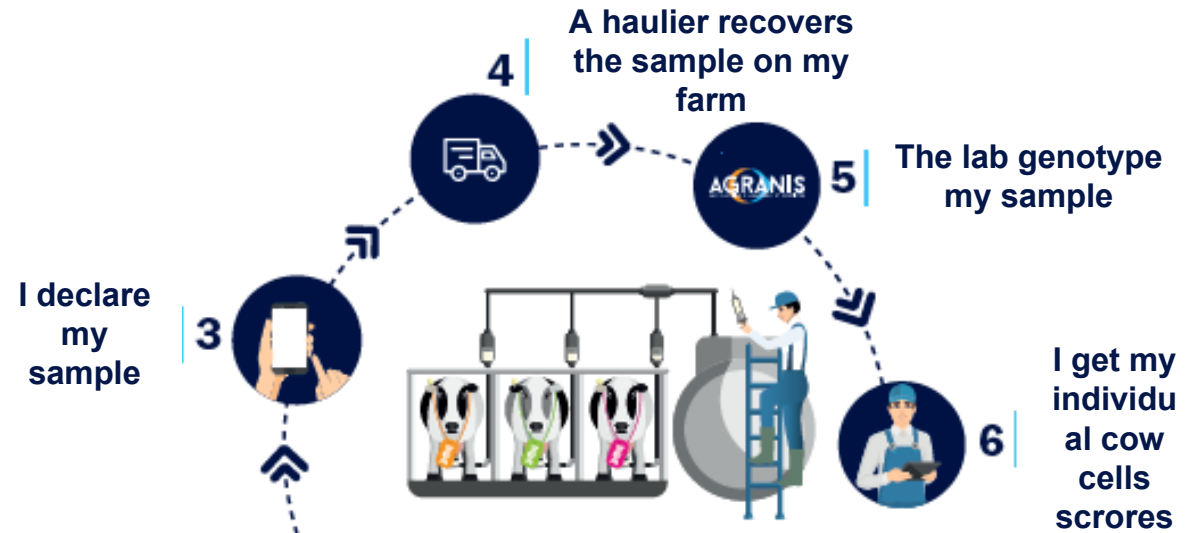 I declare
my
sample
3
4
A haulier recovers
the sample on my
farm
AGRANIS
5
The lab genotype
my sample
6
I get my
individu
al cow
cells
scrores